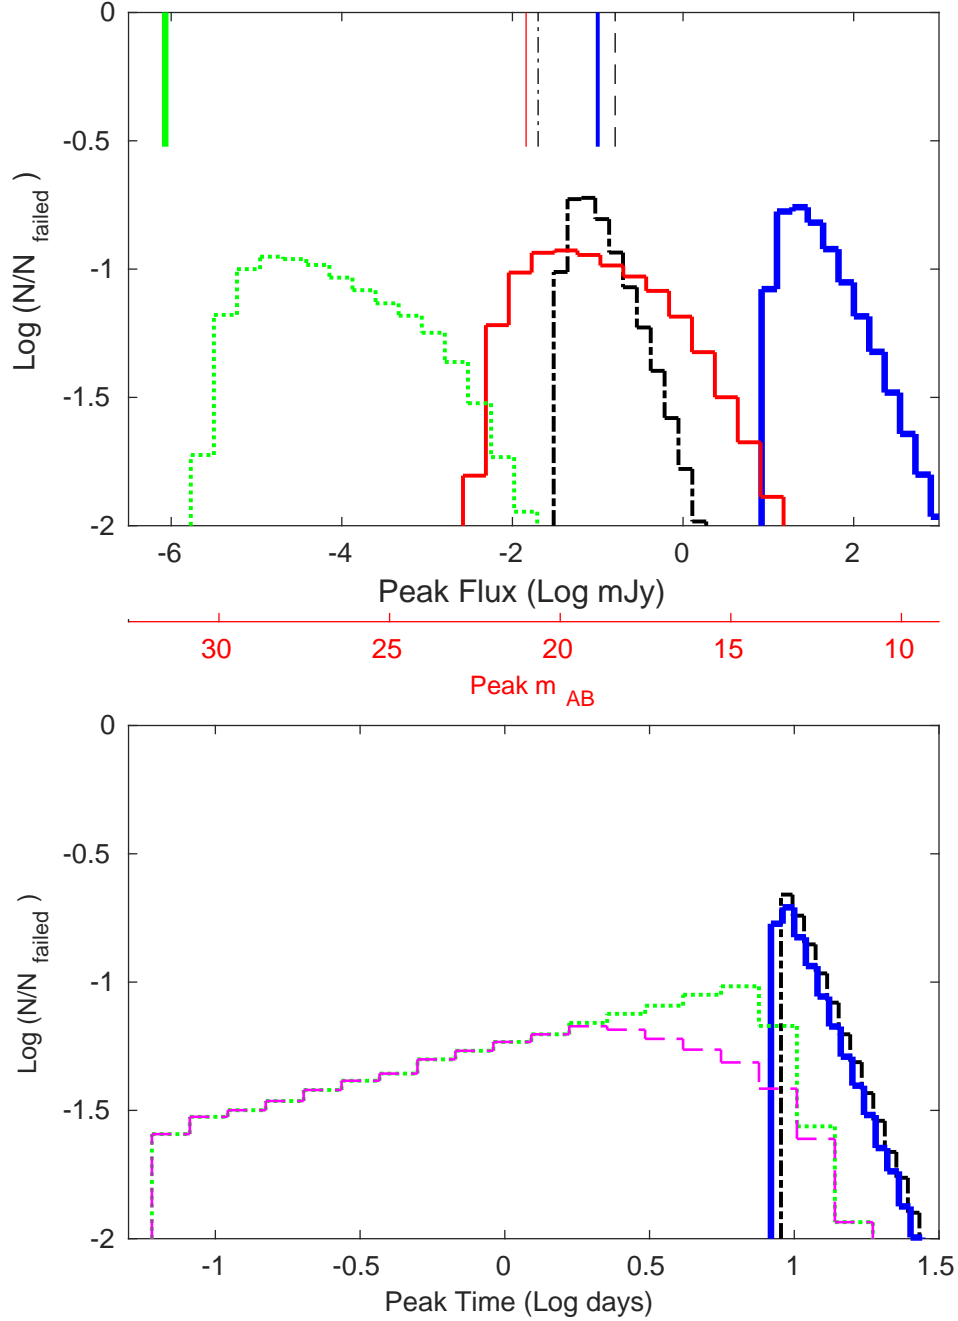 0
-0.5
-1
-1.5
-2
Log (N/N failed)
-6 -4 -2 0 2
Peak Flux (Log mJy)
30 25 20 15 10
Peak m AB
0
-0.5
-1
-1.5
-2
Log (N/N failed)
-1 -0.5 0 0.5 1 1.5
Peak Time (Log days)